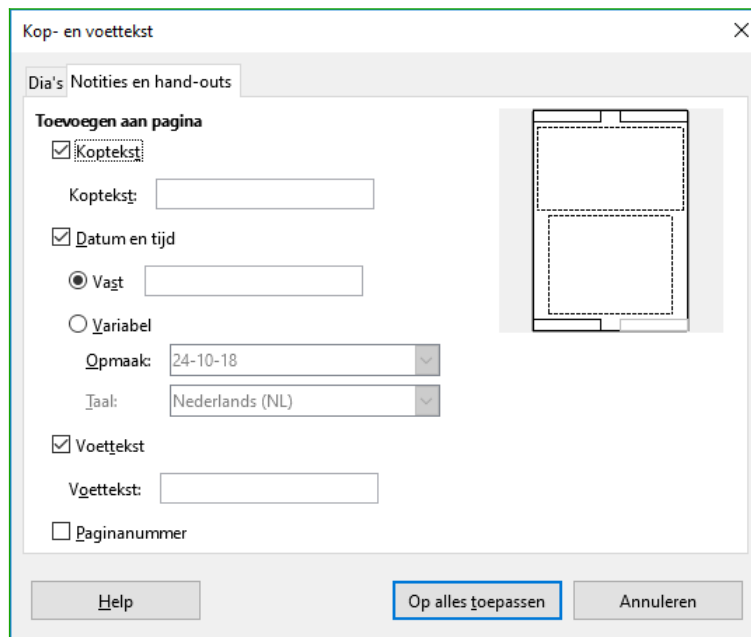 Kop- en voettekst
Dia's Notities en hand-outs
Toevoegen aan pagina
Koptekst
Koptekst:
Datum en tijd
Vast
Variabel
Opmaak: 24-10-18
Taal: Nederlands (NL)
Voettekst
Voettekst:
Paginanummer
Help Op alles toepassen Annuleren